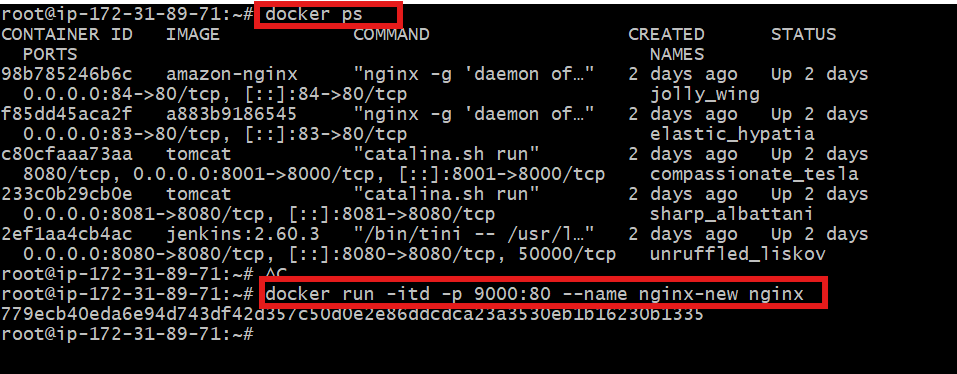 root@ip-172-31-89-71:~# docker ps
CONTAINER ID   IMAGE          COMMAND                  CREATED       STATUS
  PORTS                                                  NAMES
98b785246b6c   amazon-nginx   "nginx -g 'daemon of…"   2 days ago   Up 2 days
  0.0.0.0:84->80/tcp, [::]:84->80/tcp                    jolly_wing
f85dd45aca2f   a883b9186545   "nginx -g 'daemon of…"   2 days ago   Up 2 days
  0.0.0.0:83->80/tcp, [::]:83->80/tcp                    elastic_hypatia
c80cfaaa73aa   tomcat         "catalina.sh run"        2 days ago   Up 2 days
  8080/tcp, 0.0.0.0:8001->8000/tcp, [::]:8001->8000/tcp   compassionate_tesla
233c0b29cb0e   tomcat         "catalina.sh run"        2 days ago   Up 2 days
  0.0.0.0:8081->8080/tcp, [::]:8081->8080/tcp            sharp_albattani
2ef1aa4cb4ac   jenkins:2.60.3   "/bin/tini -- /usr/l…"   2 days ago   Up 2 days
  0.0.0.0:8080->8080/tcp, [::]:8080->8080/tcp, 50000/tcp   unruffled_liskov
root@ip-172-31-89-71:~# ^C
root@ip-172-31-89-71:~# docker run -itd -p 9000:80 --name nginx-new nginx
779ecb40eda6e94d743df42d357c50d0e2e86ddcdca23a3530eb1b16230b1335
root@ip-172-31-89-71:~#